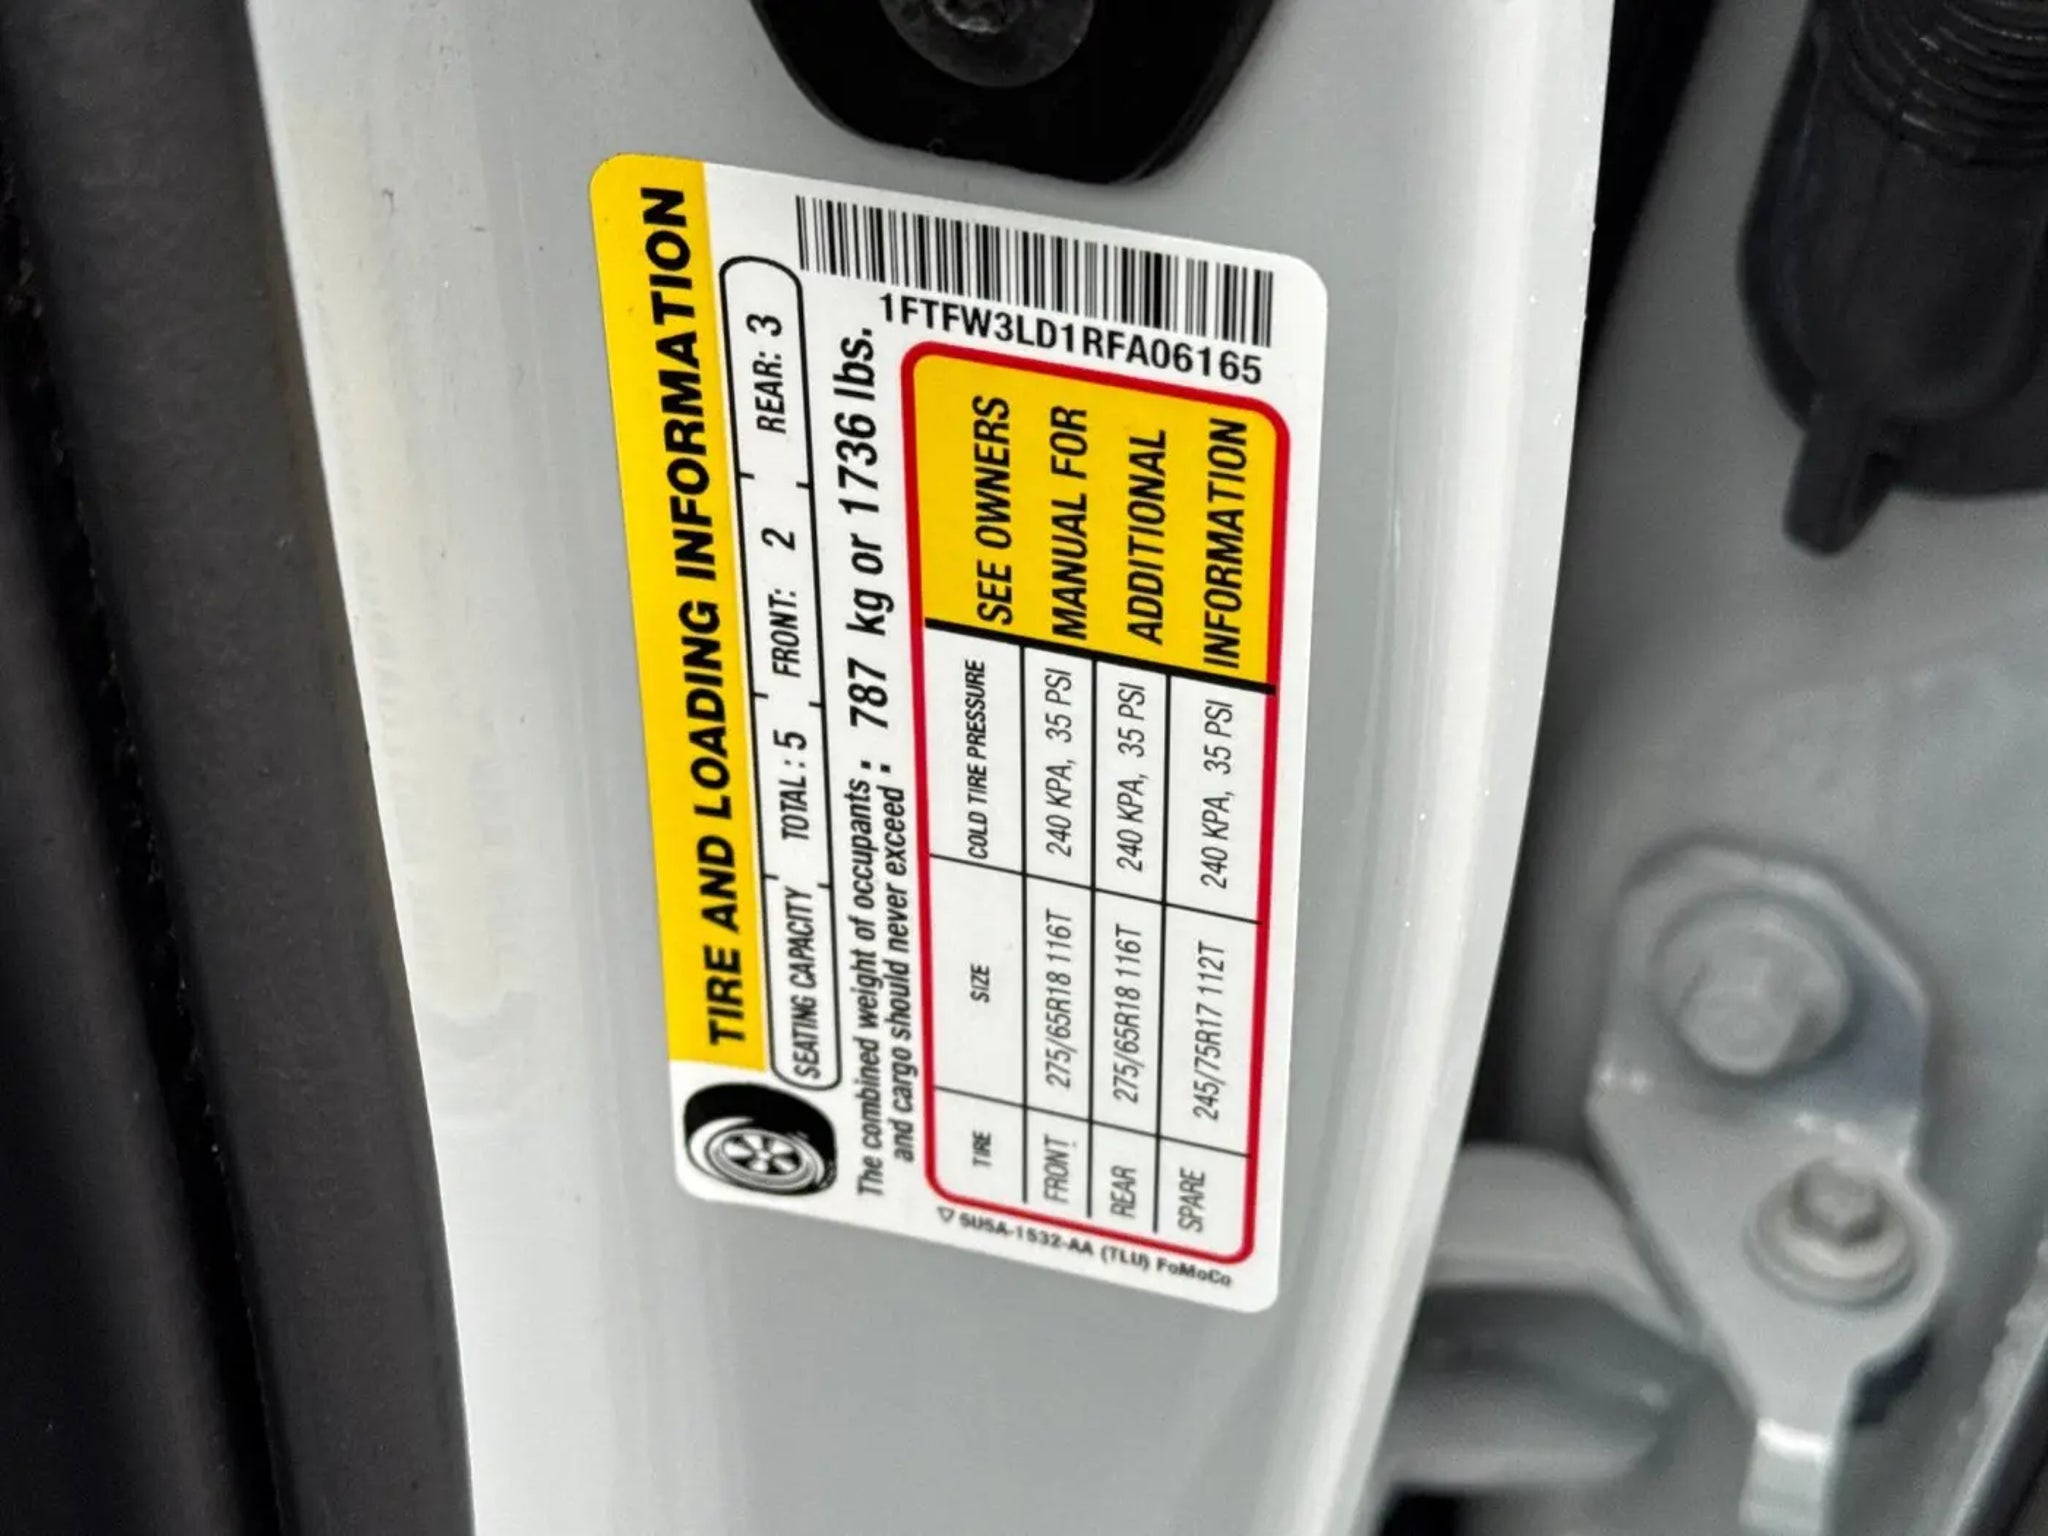 TIRE AND LOADING INFORMATION
SEATING CAPACITY TOTAL: 5 FRONT: 2 REAR: 3
The combined weight of occupants and cargo should never exceed : 787 kg or 1736 lbs.
1FTFW3LD1RFA06165
TIRE SIZE COLD TIRE PRESSURE
FRONT 275/65R18 116T 240 KPA, 35 PSI
REAR 275/65R18 116T 240 KPA, 35 PSI
SPARE 245/75R17 112T 240 KPA, 35 PSI
SEE OWNERS
MANUAL FOR
ADDITIONAL
INFORMATION
5U5A-1532-AA (TLU) FoMoCo